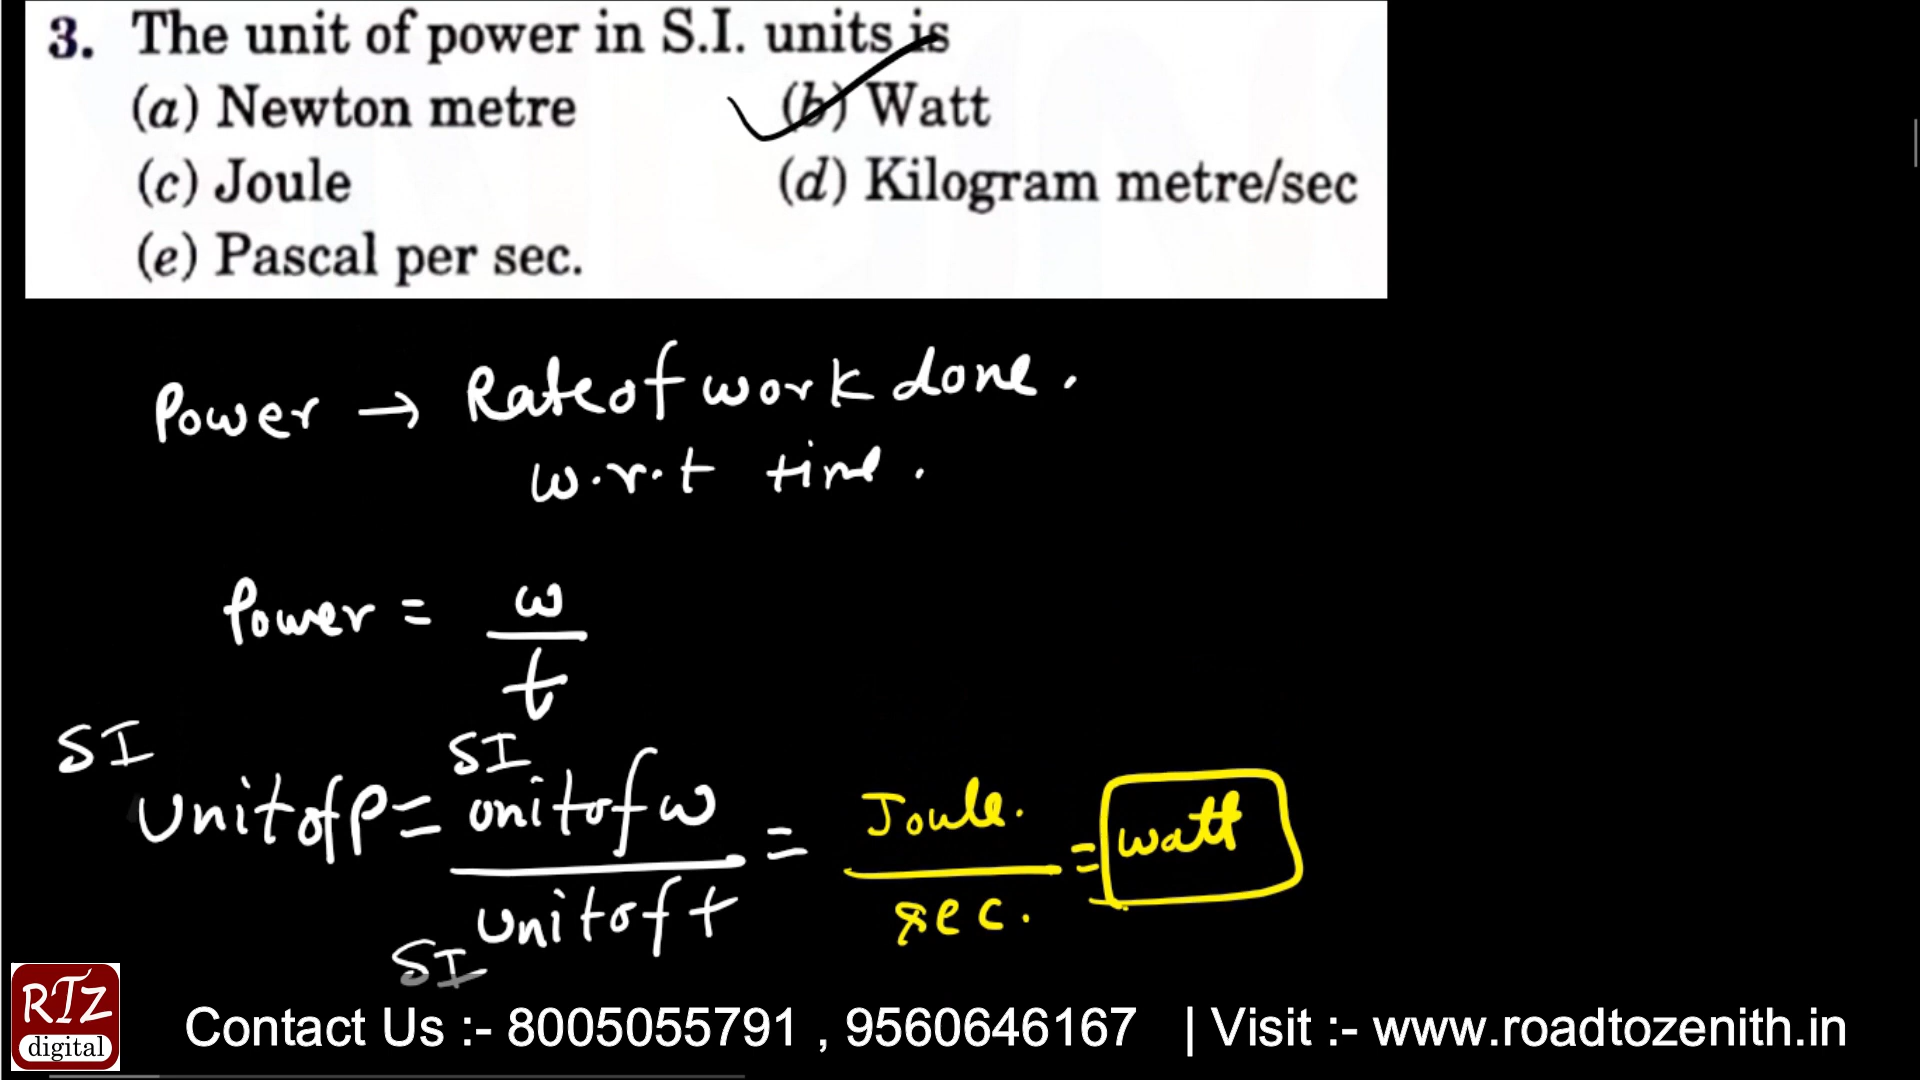 3. The unit of power in S.I. units is
(a) Newton metre (b) Watt
(c) Joule (d) Kilogram metre/sec
(e) Pascal per sec.
Power → Rate of work done.
w.r.t time.
Power = w
t
SI SI
Unit of P = unit of w = Joule. = watt
SI unit of t sec.
RTZ
digital
Contact Us :- 8005055791 , 9560646167 | Visit :- www.roadtozenith.in